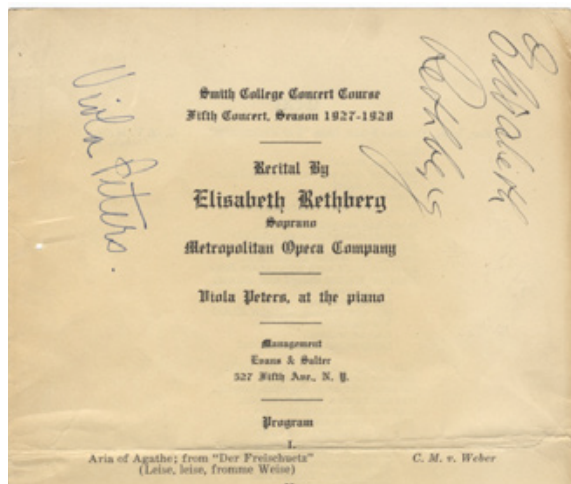 Viola Peters.
Elisabeth
Rethberg
Smith College Concert Course
Fifth Concert, Season 1927-1928
Recital By
Elisabeth Rethberg
Soprano
Metropolitan Opeca Company
Viola Peters, at the piano
Management
Evans & Salter
527 Fifth Ave., N. Y.
Program
I.
Aria of Agathe; from "Der Freischuetz" C. M. v. Weber
(Leise, leise, fromme Weise)